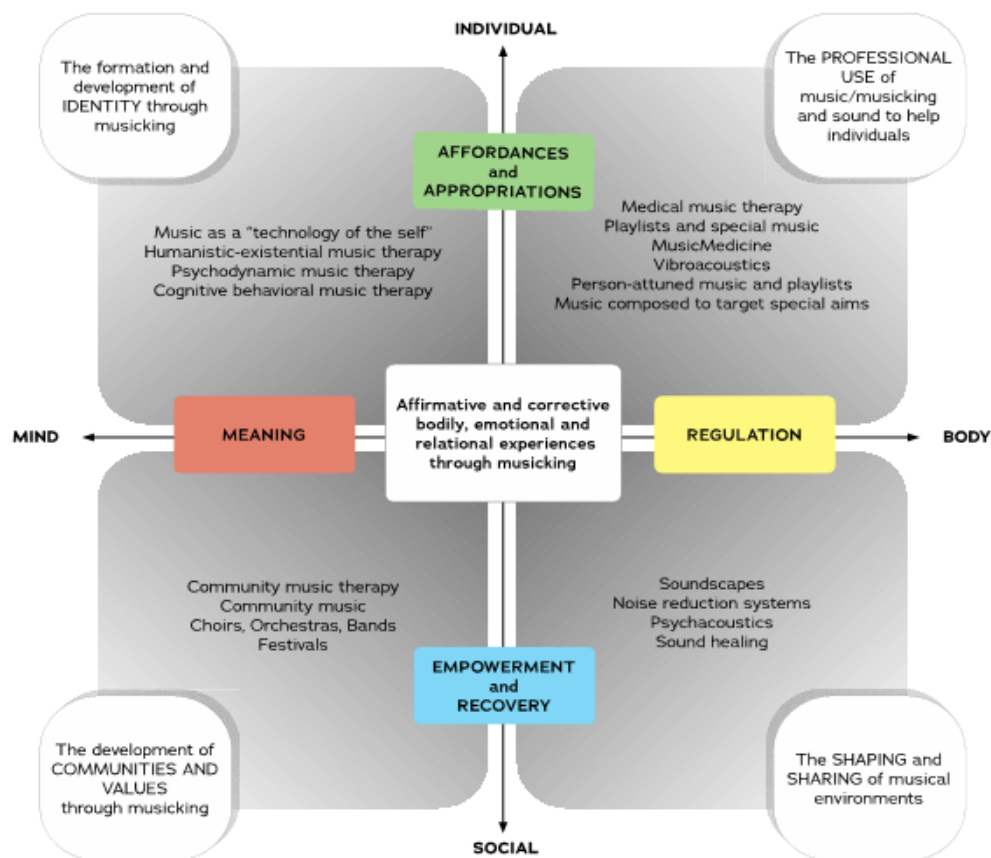 INDIVIDUAL
The formation and
development of
IDENTITY through
musicking
The PROFESSIONAL
USE of
music/musicking
and sound to help
individuals
AFFORDANCES
and
APPROPRIATIONS
Music as a "technology of the self"
Humanistic-existential music therapy
Psychodynamic music therapy
Cognitive behavioral music therapy
Medical music therapy
Playlists and special music
MusicMedicine
Vibroacoustics
Person-attuned music and playlists
Music composed to target special aims
MIND
MEANING
Affirmative and corrective
bodily, emotional and
relational experiences
through musicking
REGULATION
BODY
Community music therapy
Community music
Choirs, Orchestras, Bands
Festivals
Soundscapes
Noise reduction systems
Psychacoustics
Sound healing
EMPOWERMENT
and
RECOVERY
The development of
COMMUNITIES AND
VALUES
through musicking
The SHAPING and
SHARING of musical
environments
SOCIAL